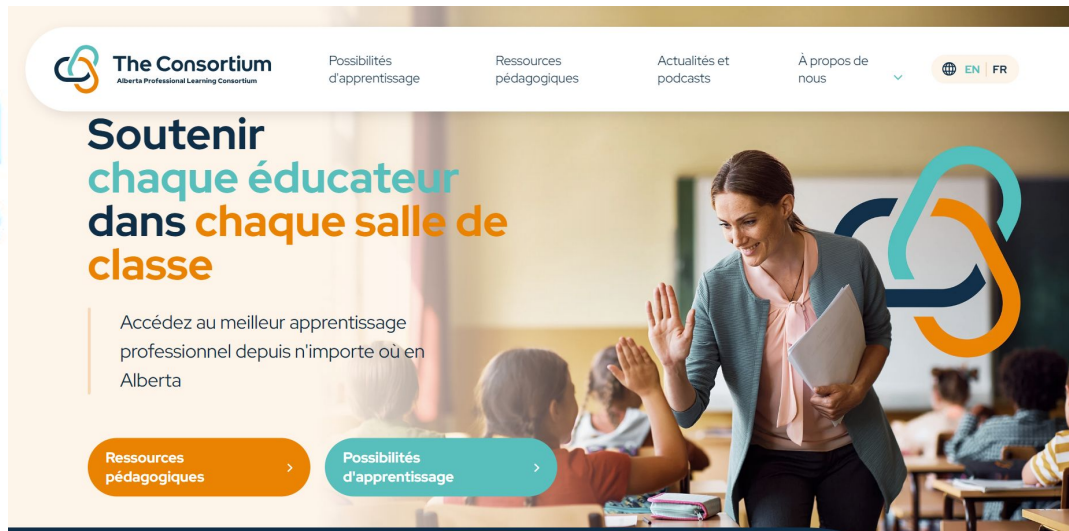 The Consortium
Alberta Professional Learning Consortium
Possibilités
d'apprentissage
Ressources
pédagogiques
Actualités et
podcasts
À propos de
nous
EN | FR
Soutenir
chaque éducateur
dans chaque salle de
classe
Accédez au meilleur apprentissage
professionnel depuis n'importe où en
Alberta
Ressources
pédagogiques
Possibilités
d'apprentissage